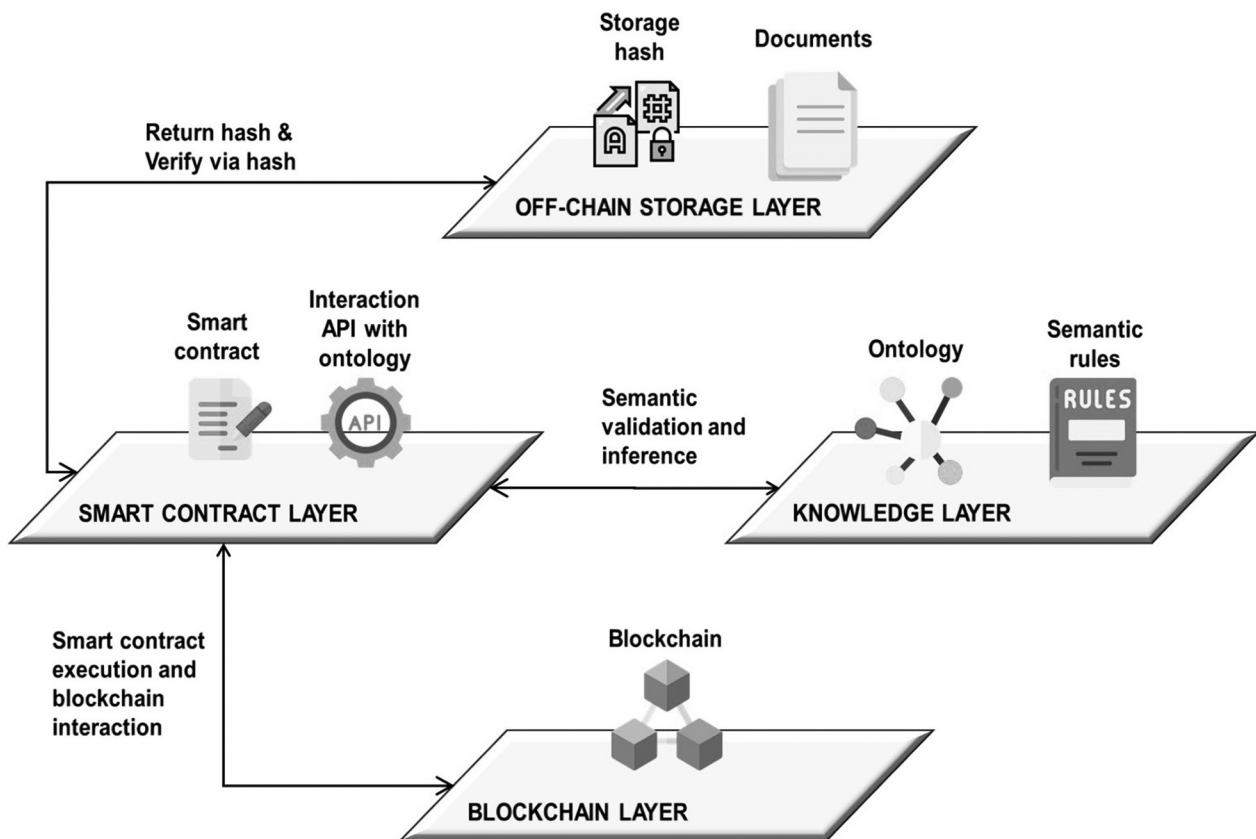 Storage
hash
Documents
Return hash &
Verify via hash
OFF-CHAIN STORAGE LAYER
Smart
contract
Interaction
API with
ontology
API
SMART CONTRACT LAYER
Semantic
validation and
inference
Ontology
Semantic
rules
RULES
KNOWLEDGE LAYER
Smart contract
execution and
blockchain
interaction
Blockchain
BLOCKCHAIN LAYER